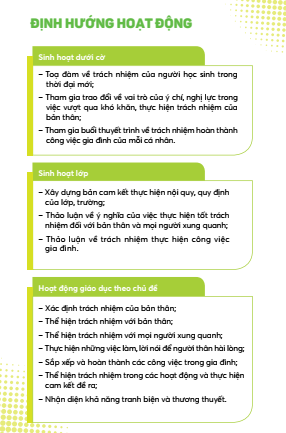 ĐỊNH HƯỚNG HOẠT ĐỘNG
Sinh hoạt dưới cờ
– Toạ đàm về trách nhiệm của người học sinh trong
thời đại mới;
– Tham gia trao đổi về vai trò của ý chí, nghị lực trong
việc vượt qua khó khăn, thực hiện trách nhiệm của
bản thân;
– Tham gia buổi thuyết trình về trách nhiệm hoàn thành
công việc gia đình của mỗi cá nhân.
Sinh hoạt lớp
– Xây dựng bản cam kết thực hiện nội quy, quy định
của lớp, trường;
– Thảo luận về ý nghĩa của việc thực hiện tốt trách
nhiệm đối với bản thân và mọi người xung quanh;
– Thảo luận về trách nhiệm thực hiện công việc
gia đình.
Hoạt động giáo dục theo chủ đề
– Xác định trách nhiệm của bản thân;
– Thể hiện trách nhiệm với bản thân;
– Thể hiện trách nhiệm với mọi người xung quanh;
– Thực hiện những việc làm, lời nói để người thân hài lòng;
– Sắp xếp và hoàn thành các công việc trong gia đình;
– Thể hiện trách nhiệm trong các hoạt động và thực hiện
cam kết đề ra;
– Nhận diện khả năng tranh biện và thương thuyết.